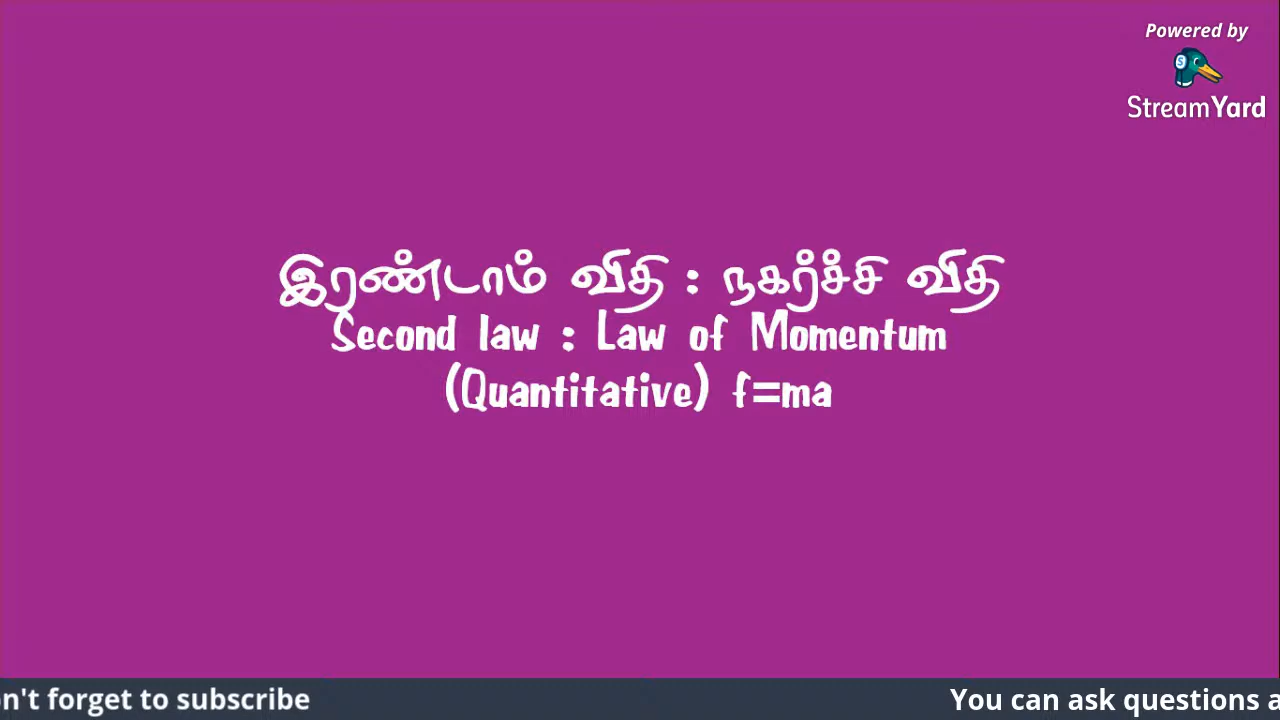 Powered by
StreamYard
இரண்டாம் விதி : நகர்ச்சி விதி
Second law : Law of Momentum
(Quantitative) f=ma
n't forget to subscribe
You can ask questions a